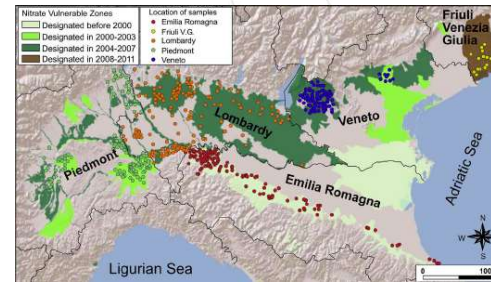 Nitrate Vulnerable Zones
Designated before 2000
Designated in 2000-2003
Designated in 2004-2007
Designated in 2008-2011
Location of samples
Emilia Romagna
Friuli V.G.
Lombardy
Piedmont
Veneto
Friuli
Venezia
Giulia
Lombardy
Veneto
Piedmont
Emilia Romagna
Adriatic Sea
Ligurian Sea
N
W
E
S
0
100